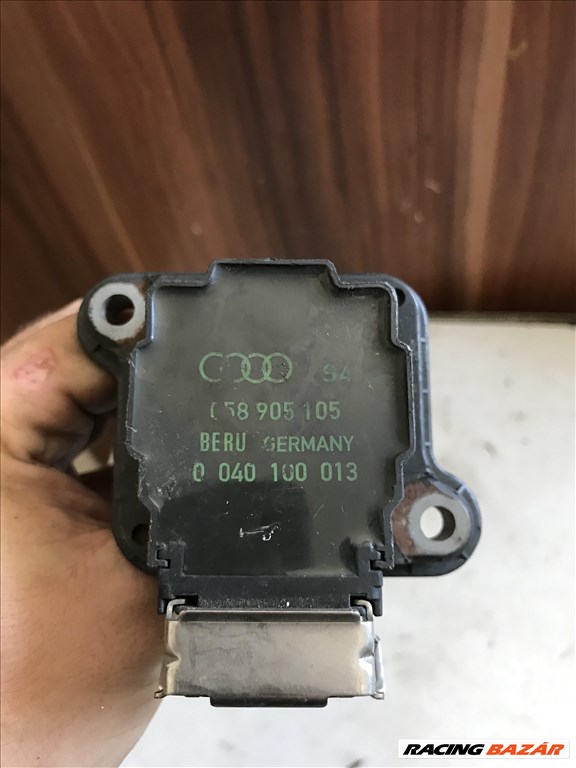 94
058 905 105
BERU GERMANY
0 040 100 013
RACING BAZÁR